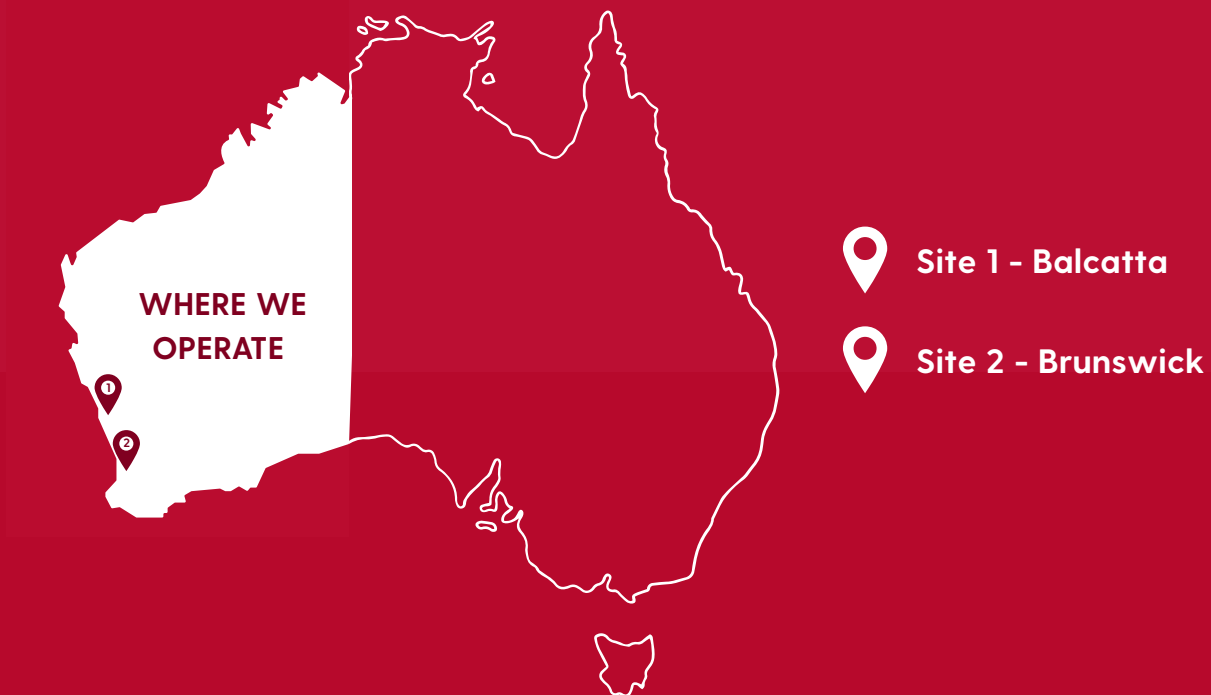 WHERE WE
OPERATE
1
2
Site 1 - Balcatta
Site 2 - Brunswick